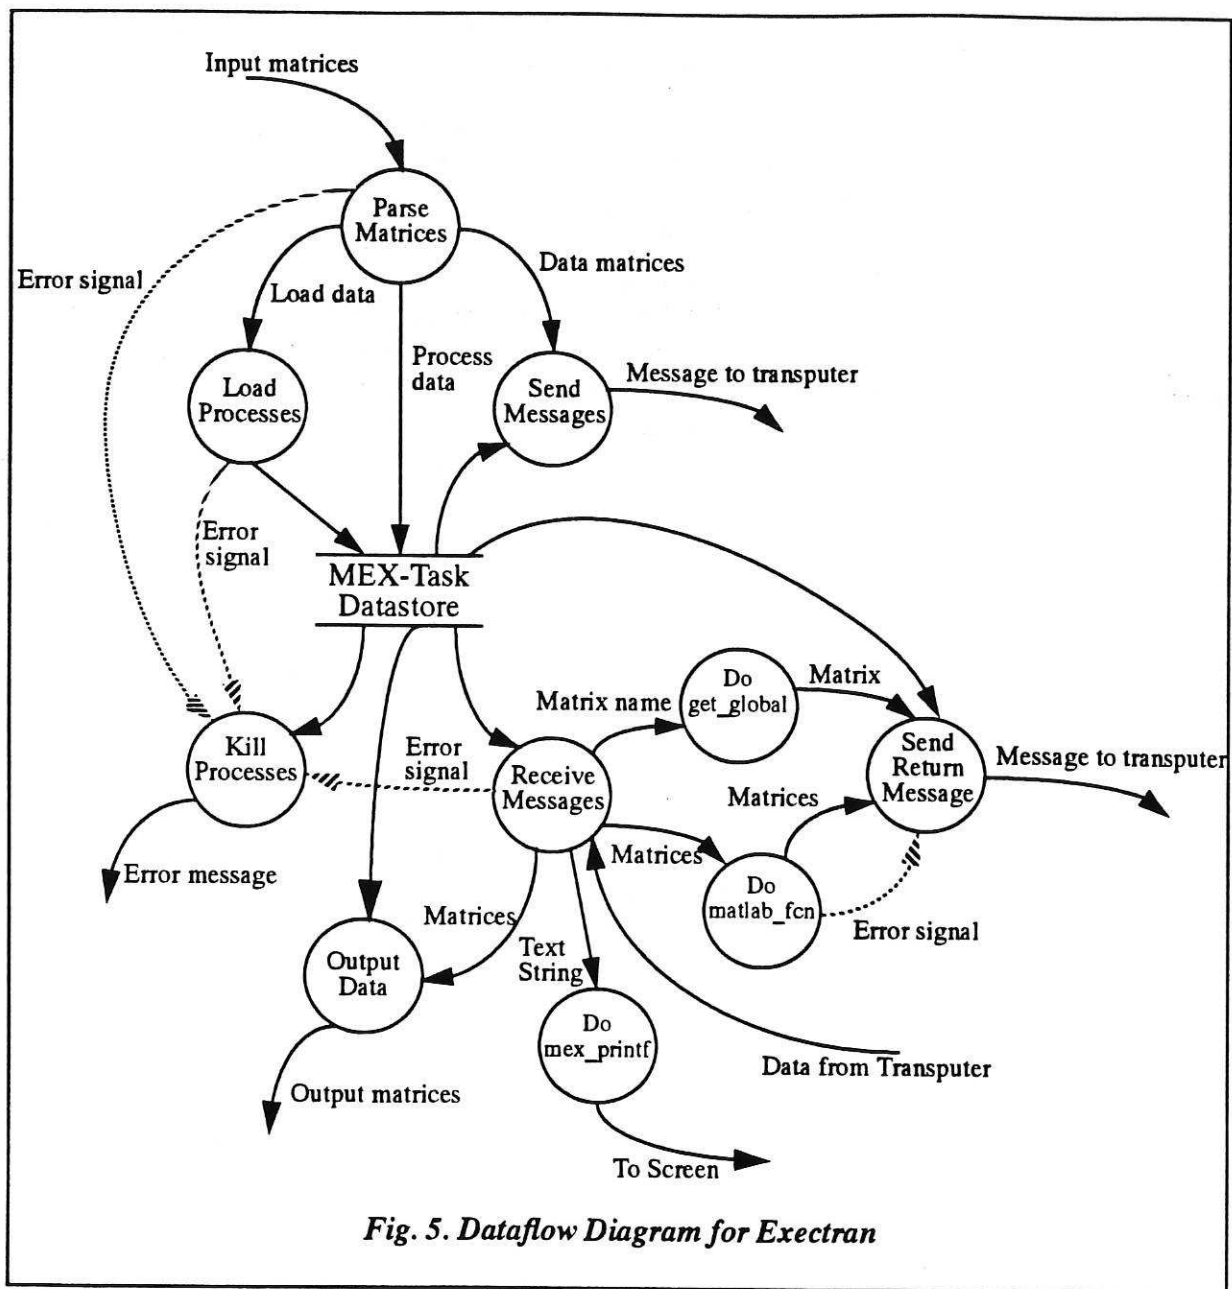 Input matrices
Parse
Matrices
Error signal
Load data
Data matrices
Process
data
Load
Processes
Send
Messages
Message to transputer
Error
signal
MEX-Task
Datastore
Do
get_global
Matrix
Matrix name
Kill
Processes
Error
signal
Receive
Messages
Send
Return
Message
Message to transputer
Matrices
Matrices
Error message
Do
matlab_fcn
Error signal
Matrices
Text
String
Output
Data
Do
mex_printf
Data from Transputer
Output matrices
To Screen
Fig. 5. Dataflow Diagram for Exectran